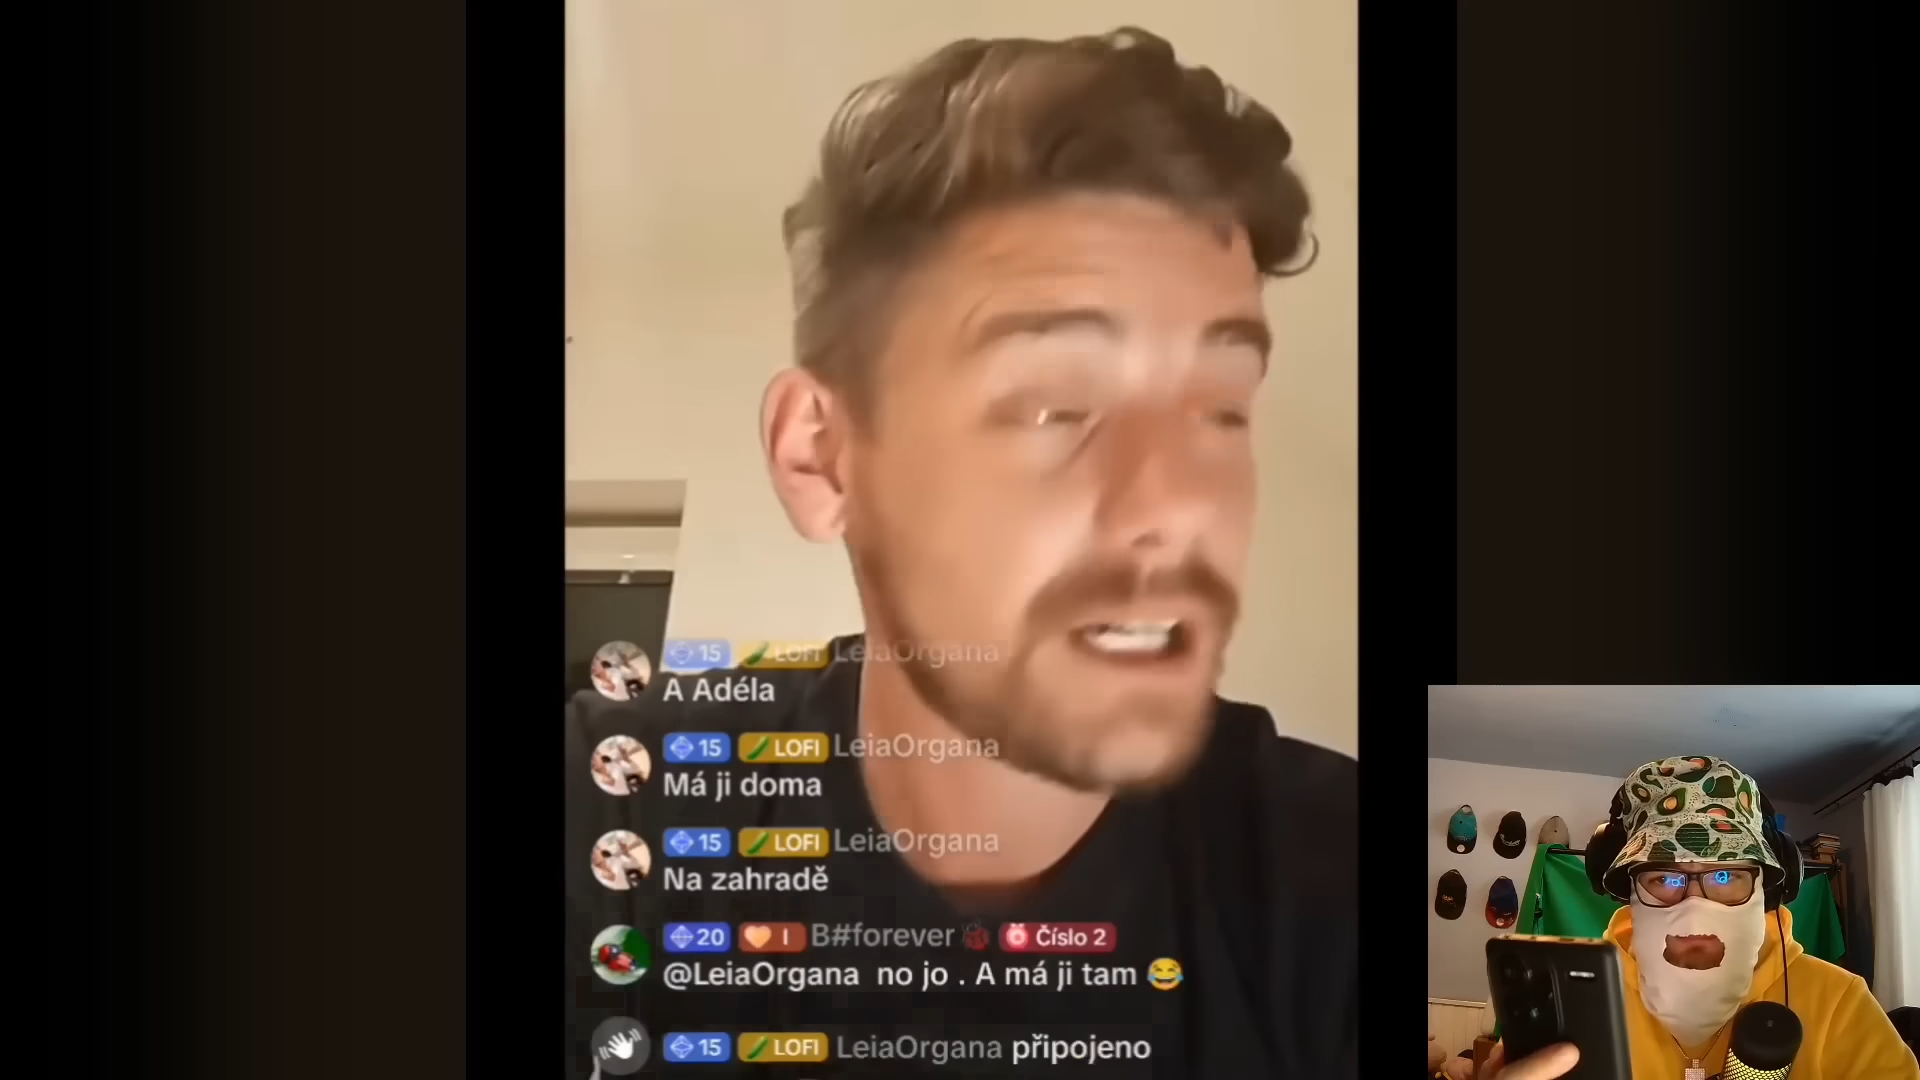 15 LOFI LeiaOrgana
A Adéla
15 LOFI LeiaOrgana
Má ji doma
15 LOFI LeiaOrgana
Na zahradě
20 I B#forever🐞 Číslo 2
@LeiaOrgana no jo . A má ji tam 😂
15 LOFI LeiaOrgana připojeno